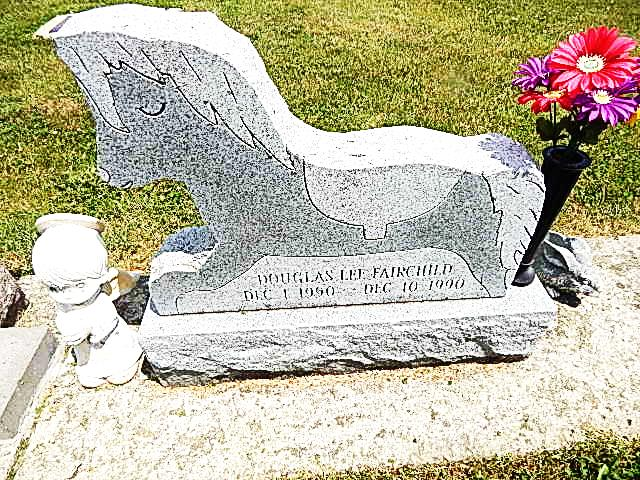 DOUGLAS LEE FAIRCHILD
DEC 1 1990 - DEC 10 1990